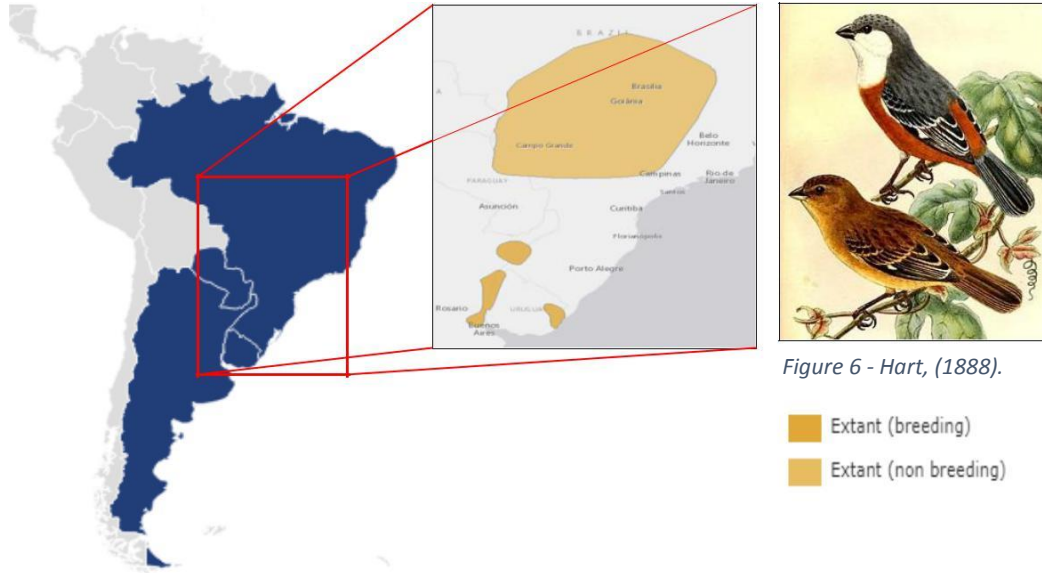 BRAZIL
A
Brasília
Goiânia
Belo
Horizonte
Campo Grande
Campinas
Rio de
Janeiro
Santos
PARAGUAY
Asunción
Curitiba
Florianópolis
Porto Alegre
Rosario
URUGUAY
Buenos
Aires
Figure 6 - Hart, (1888).
Extant (breeding)
Extant (non breeding)